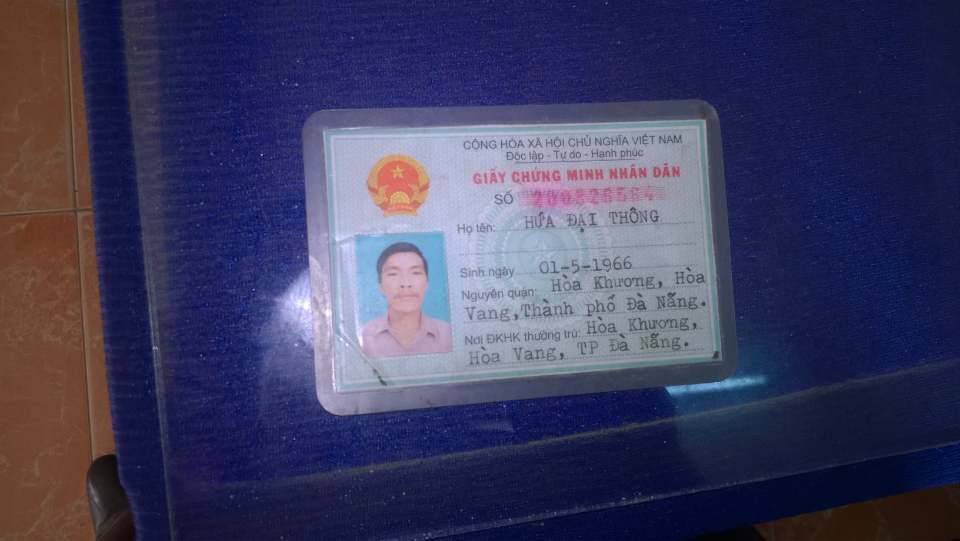 CỘNG HÒA XÃ HỘI CHỦ NGHĨA VIỆT NAM
Độc lập - Tự do - Hạnh phúc
GIẤY CHỨNG MINH NHÂN DÂN
SỐ 200826564
Họ tên: HỨA ĐẠI THÔNG
Sinh ngày 01-5-1966
Nguyên quán: Hòa Khương, Hòa
Vang, Thành phố Đà Nẵng.
Nơi ĐKHK thường trú: Hòa Khương,
Hòa Vang, TP Đà Nẵng.